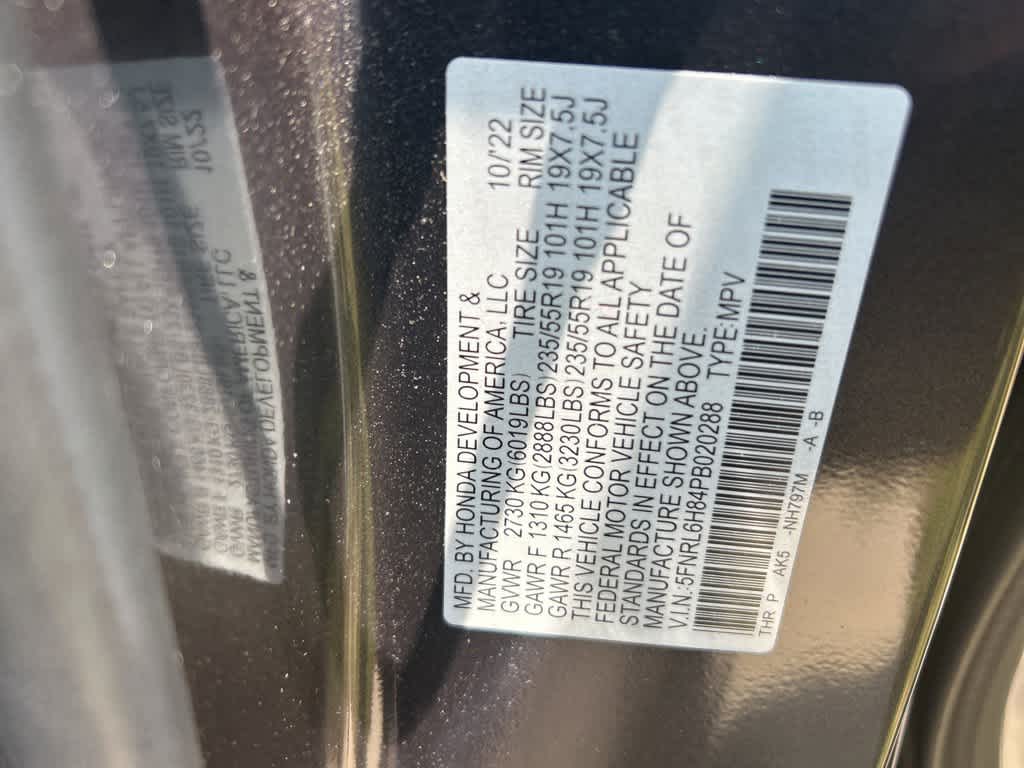 MFD. BY HONDA DEVELOPMENT &
MANUFACTURING OF AMERICA, LLC 10/22
GVWR 2730 KG(6019LBS) TIRE SIZE RIM SIZE
GAWR F 1310 KG(2888LBS) 235/55R19 101H 19X7.5J
GAWR R 1465 KG(3230LBS) 235/55R19 101H 19X7.5J
THIS VEHICLE CONFORMS TO ALL APPLICABLE
FEDERAL MOTOR VEHICLE SAFETY
STANDARDS IN EFFECT ON THE DATE OF
MANUFACTURE SHOWN ABOVE.
V.I.N.:5FNRL6H84PB020288 TYPE:MPV
THR P AK5 -NH797M -A -B